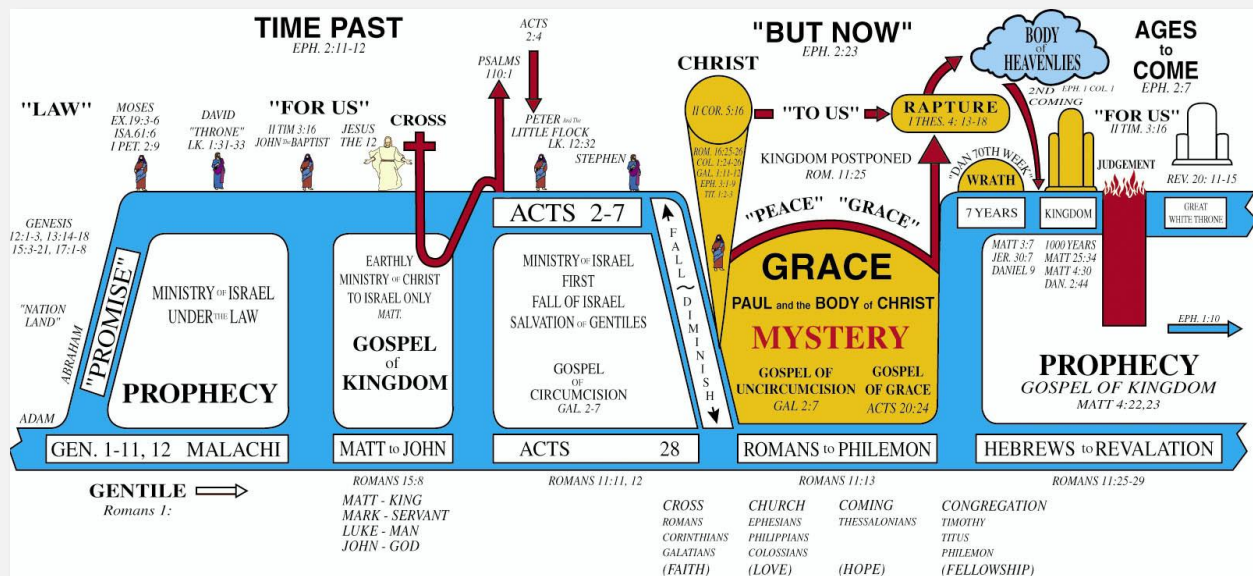 TIME PAST
EPH. 2:11-12
"LAW"
MOSES
EX.19:3-6
ISA.61:6
I PET. 2:9
DAVID
"THRONE"
LK. 1:31-33
"FOR US"
II TIM 3:16
JOHN The BAPTIST
JESUS
THE 12
CROSS
PSALMS
110:1
ACTS
2:4
PETER And The
LITTLE FLOCK
LK. 12:32
STEPHEN
CHRIST
II COR. 5:16
ROM. 16:25-26
COL. 1:24-26
GAL. 1:11-12
EPH. 3:1-9
TIT. 1:2-3
"BUT NOW"
EPH. 2:23
"TO US"
RAPTURE
I THES. 4: 13-18
KINGDOM POSTPONED
ROM. 11:25
"PEACE" "GRACE"
BODY
of
HEAVENLIES
EPH. 1 COL. 1
2ND
COMING
AGES
to
COME
EPH. 2:7
"FOR US"
II TIM. 3:16
"DAN 70TH WEEK"
WRATH
JUDGEMENT
REV. 20: 11-15
7 YEARS
KINGDOM
GREAT
WHITE THRONE
GENESIS
12:1-3, 13:14-18
15:3-21, 17:1-8
"NATION
LAND"
ABRAHAM
"PROMISE"
ADAM
MINISTRY OF ISRAEL
UNDER THE LAW
PROPHECY
EARTHLY
MINISTRY OF CHRIST
TO ISRAEL ONLY
MATT.
GOSPEL
of
KINGDOM
ACTS 2-7
MINISTRY OF ISRAEL
FIRST
FALL OF ISRAEL
SALVATION OF GENTILES
GOSPEL
OF
CIRCUMCISION
GAL. 2-7
FALL ~ DIMINISH
GRACE
PAUL and the BODY of CHRIST
MYSTERY
GOSPEL OF
UNCIRCUMCISION
GAL 2:7
GOSPEL
OF GRACE
ACTS 20:24
MATT 3:7
JER. 30:7
DANIEL 9
1000 YEARS
MATT 25:34
MATT 4:30
DAN. 2:44
EPH. 1:10
PROPHECY
GOSPEL OF KINGDOM
MATT 4:22,23
GEN. 1-11, 12 MALACHI
MATT to JOHN
ACTS 28
ROMANS to PHILEMON
HEBREWS to REVALATION
GENTILE
Romans 1:
ROMANS 15:8
MATT - KING
MARK - SERVANT
LUKE - MAN
JOHN - GOD
ROMANS 11:11, 12
ROMANS 11:13
ROMANS 11:25-29
CROSS
ROMANS
CORINTHIANS
GALATIANS
(FAITH)
CHURCH
EPHESIANS
PHILIPPIANS
COLOSSIANS
(LOVE)
COMING
THESSALONIANS
(HOPE)
CONGREGATION
TIMOTHY
TITUS
PHILEMON
(FELLOWSHIP)